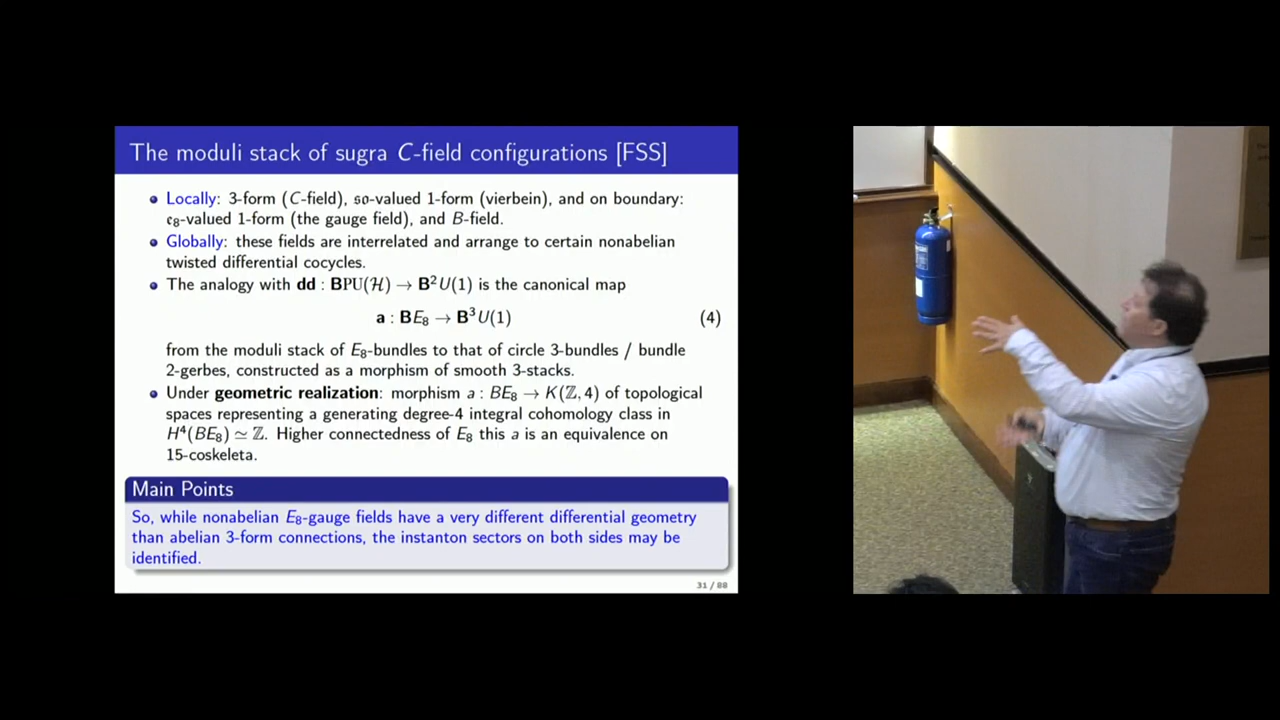 The moduli stack of sugra C-field configurations [FSS]
• Locally: 3-form (C-field), 𝔰𝔬-valued 1-form (vierbein), and on boundary:
𝔢₈-valued 1-form (the gauge field), and B-field.
• Globally: these fields are interrelated and arrange to certain nonabelian
twisted differential cocycles.
• The analogy with dd : BPU(ℋ) → B²U(1) is the canonical map
a : BE₈ → B³U(1) (4)
from the moduli stack of E₈-bundles to that of circle 3-bundles / bundle
2-gerbes, constructed as a morphism of smooth 3-stacks.
• Under geometric realization: morphism a : BE₈ → K(ℤ, 4) of topological
spaces representing a generating degree-4 integral cohomology class in
H⁴(BE₈) ≃ ℤ. Higher connectedness of E₈ this a is an equivalence on
15-coskeleta.
Main Points
So, while nonabelian E₈-gauge fields have a very different differential geometry
than abelian 3-form connections, the instanton sectors on both sides may be
identified.
31 / 88